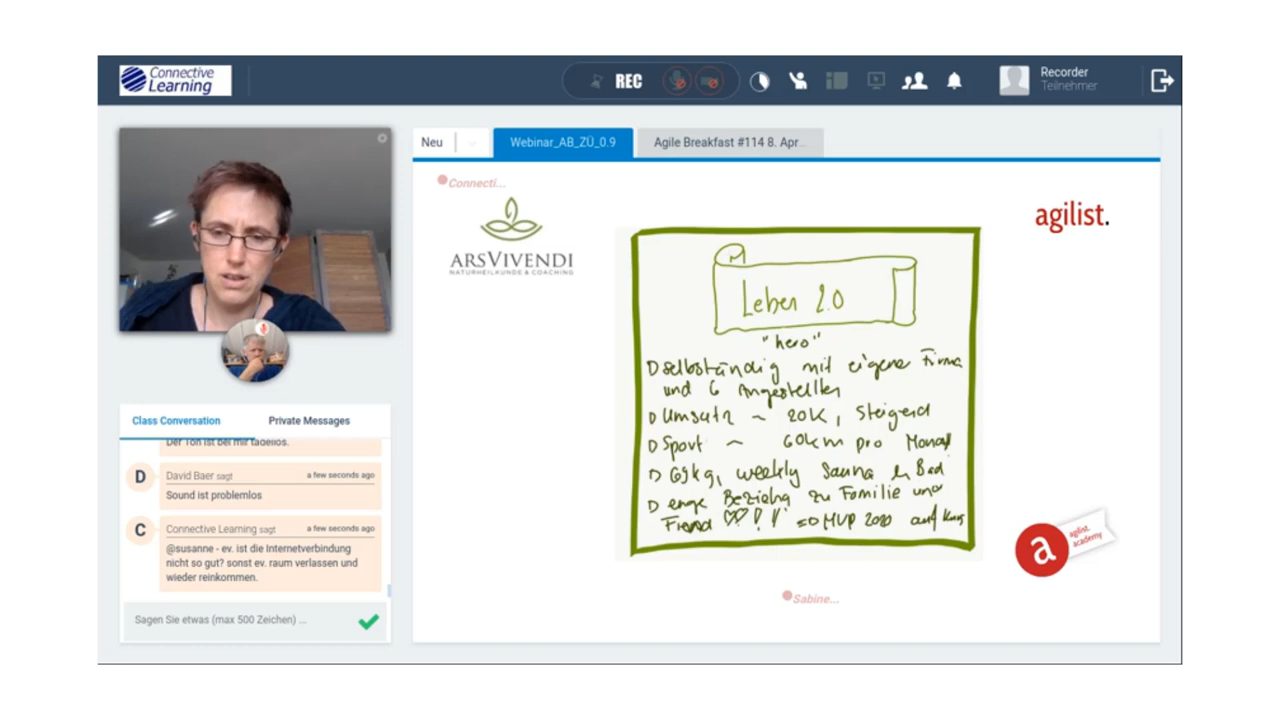 Connective
Learning
REC
Recorder
Teilnehmer
Neu
Webinar_AB_ZÜ_0.9
Agile Breakfast #114 8. Apr...
Connecti...
ARSVIVENDI
NATURHEILKUNDE & COACHING
agilist.
Leben 2.0
"hero"
selbständig mit eigene Firma
und 6 Angestellten
Umsatz ~ 20K, Steigend
Sport ~ 60km pro Monat
69kg, weekly Sauna & Bad
enge Beziehg zu Familie und
Freund !! => MVP 2020 auf Kurs
a
agilist.
academy
Sabine...
Class Conversation
Private Messages
Der Ton ist bei mir tadellos.
D
David Baer sagt
a few seconds ago
Sound ist problemlos
C
Connective Learning sagt
a few seconds ago
@susanne - ev. ist die Internetverbindung
nicht so gut? sonst ev. raum verlassen und
wieder reinkommen.
Sagen Sie etwas (max 500 Zeichen) ...